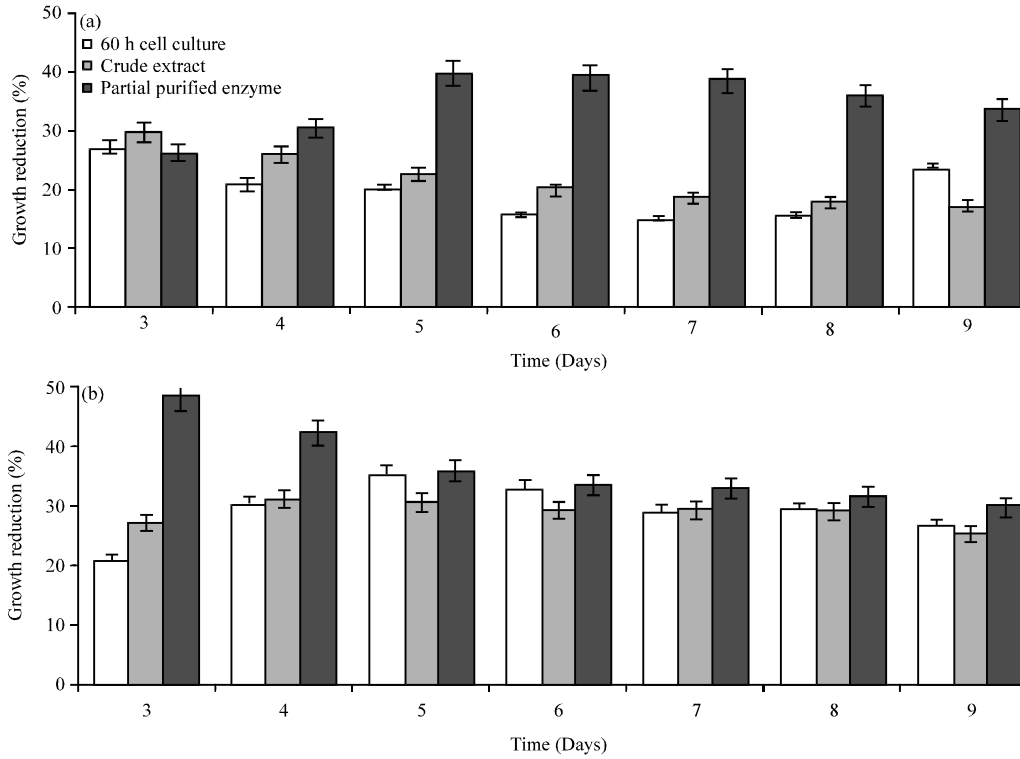 (a)
60 h cell culture
Crude extract
Partial purified enzyme
Growth reduction (%)
50
40
30
20
10
0
3 4 5 6 7 8 9
Time (Days)
(b)
Growth reduction (%)
50
40
30
20
10
0
3 4 5 6 7 8 9
Time (Days)